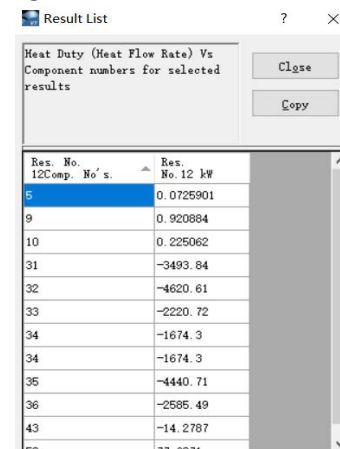 Result List ? ×
Heat Duty (Heat Flow Rate) Vs
Component numbers for selected
results
Close
Copy
Res. No.
12Comp. No's.
Res.
No.12 kW
5 0.0725901
9 0.920884
10 0.225062
31 -3493.84
32 -4620.61
33 -2220.72
34 -1674.3
34 -1674.3
35 -4440.71
36 -2585.49
43 -14.2787